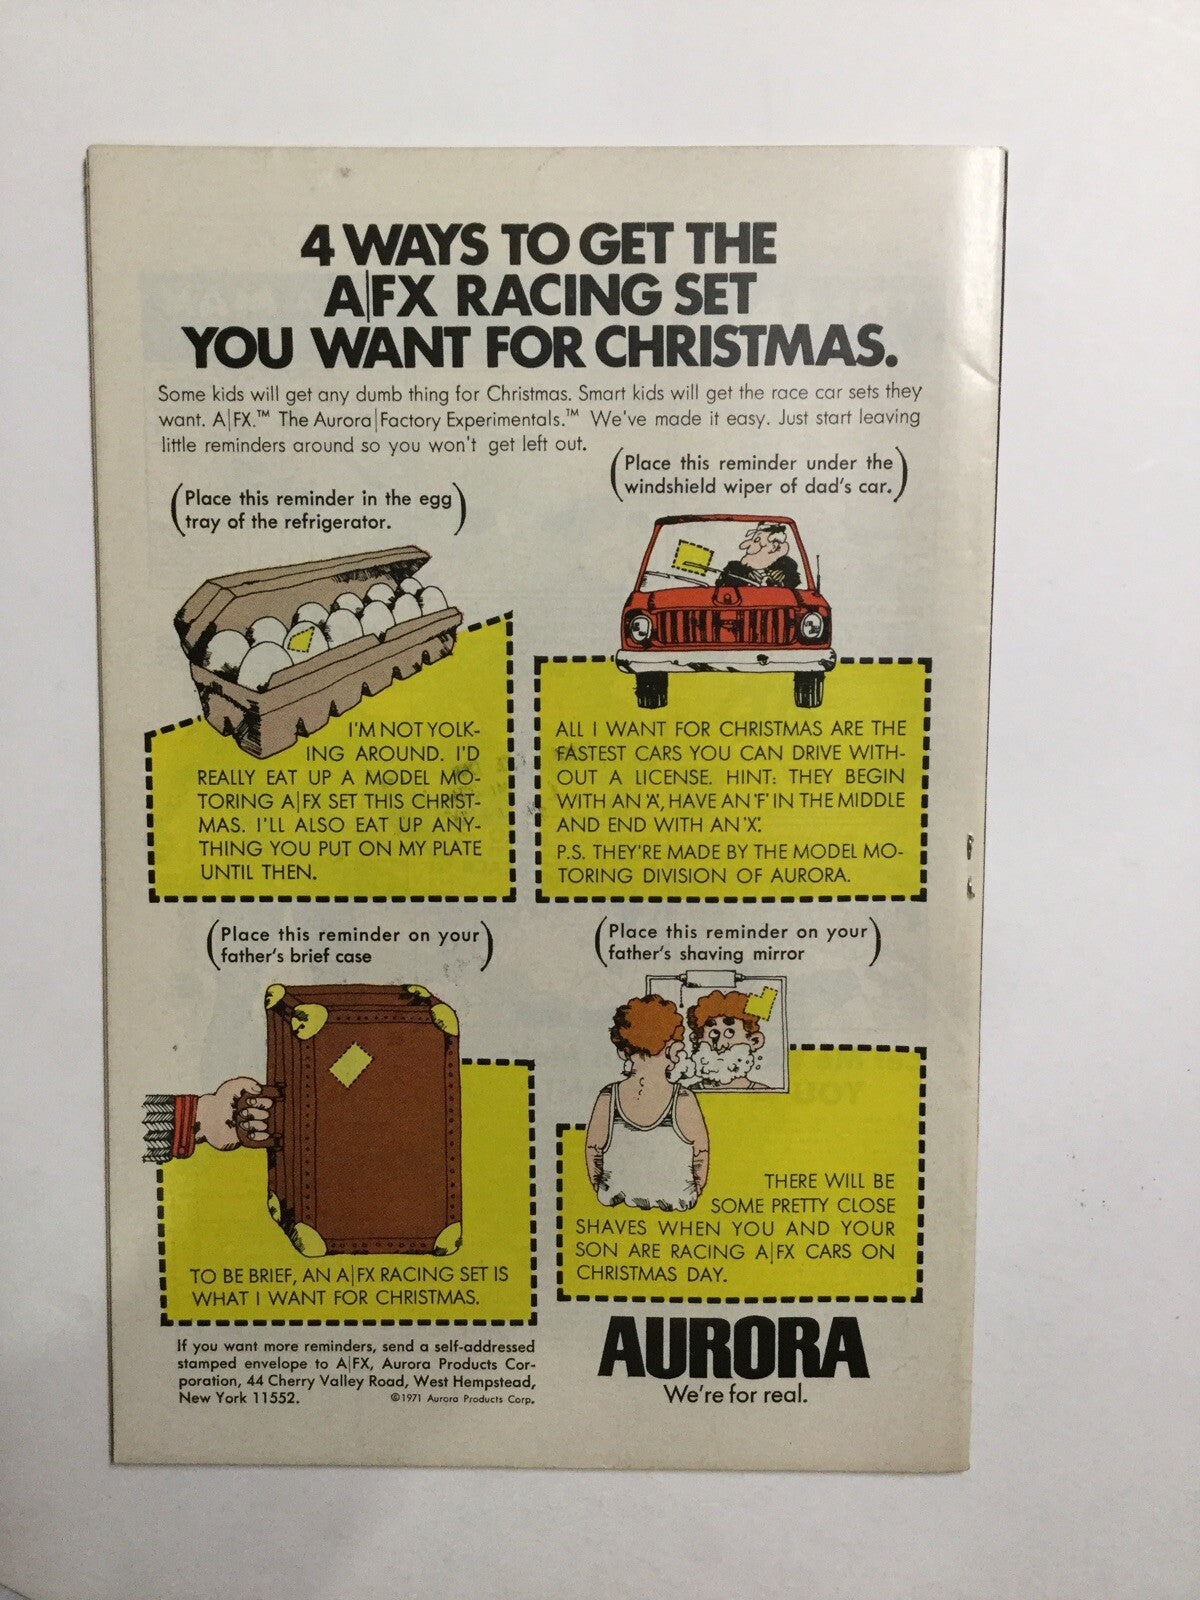 4 WAYS TO GET THE
A|FX RACING SET
YOU WANT FOR CHRISTMAS.
Some kids will get any dumb thing for Christmas. Smart kids will get the race car sets they
want. A|FX.™ The Aurora|Factory Experimentals.™ We've made it easy. Just start leaving
little reminders around so you won't get left out.
(Place this reminder in the egg
tray of the refrigerator.)
(Place this reminder under the
windshield wiper of dad's car.)
I'M NOT YOLK-
ING AROUND. I'D
REALLY EAT UP A MODEL MO-
TORING A|FX SET THIS CHRIST-
MAS. I'LL ALSO EAT UP ANY-
THING YOU PUT ON MY PLATE
UNTIL THEN.
ALL I WANT FOR CHRISTMAS ARE THE
FASTEST CARS YOU CAN DRIVE WITH-
OUT A LICENSE. HINT: THEY BEGIN
WITH AN 'A', HAVE AN 'F' IN THE MIDDLE
AND END WITH AN 'X'.
P.S. THEY'RE MADE BY THE MODEL MO-
TORING DIVISION OF AURORA.
(Place this reminder on your
father's brief case)
(Place this reminder on your
father's shaving mirror)
TO BE BRIEF, AN A|FX RACING SET IS
WHAT I WANT FOR CHRISTMAS.
THERE WILL BE
SOME PRETTY CLOSE
SHAVES WHEN YOU AND YOUR
SON ARE RACING A|FX CARS ON
CHRISTMAS DAY.
If you want more reminders, send a self-addressed
stamped envelope to A|FX, Aurora Products Cor-
poration, 44 Cherry Valley Road, West Hempstead,
New York 11552. ©1971 Aurora Products Corp.
AURORA
We're for real.